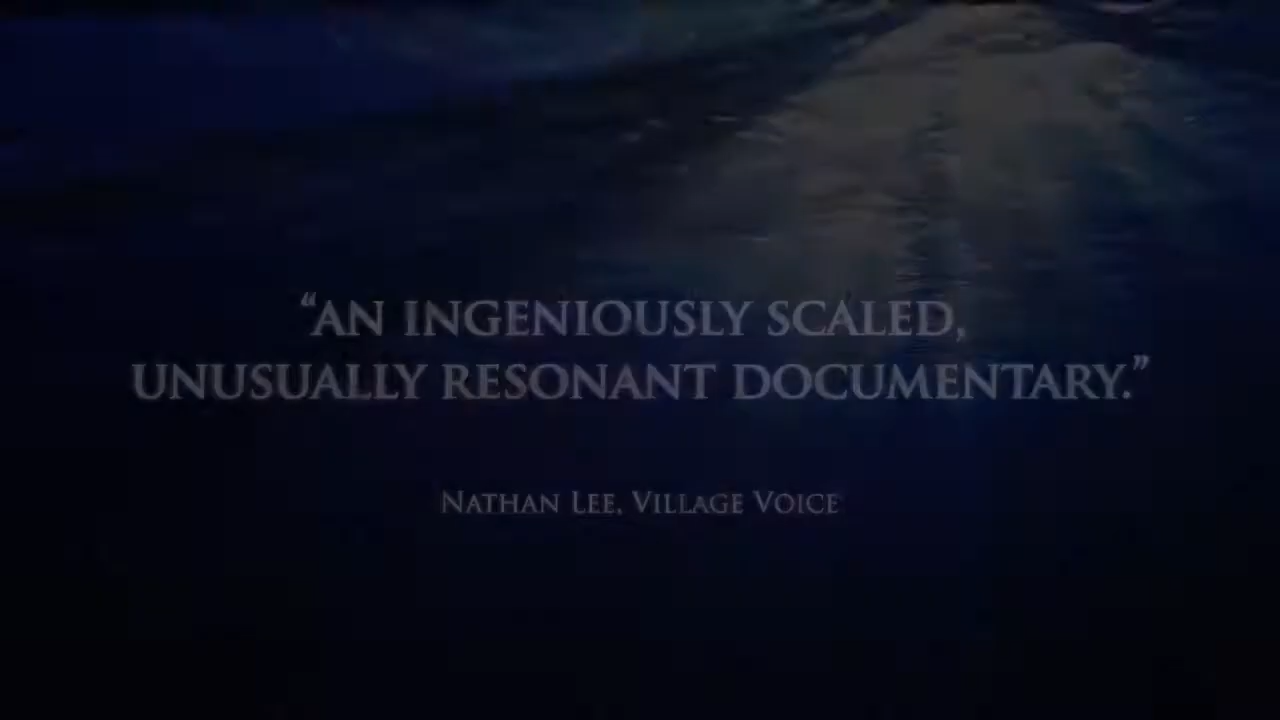 “AN INGENIOUSLY SCALED,
UNUSUALLY RESONANT DOCUMENTARY.”
NATHAN LEE, VILLAGE VOICE